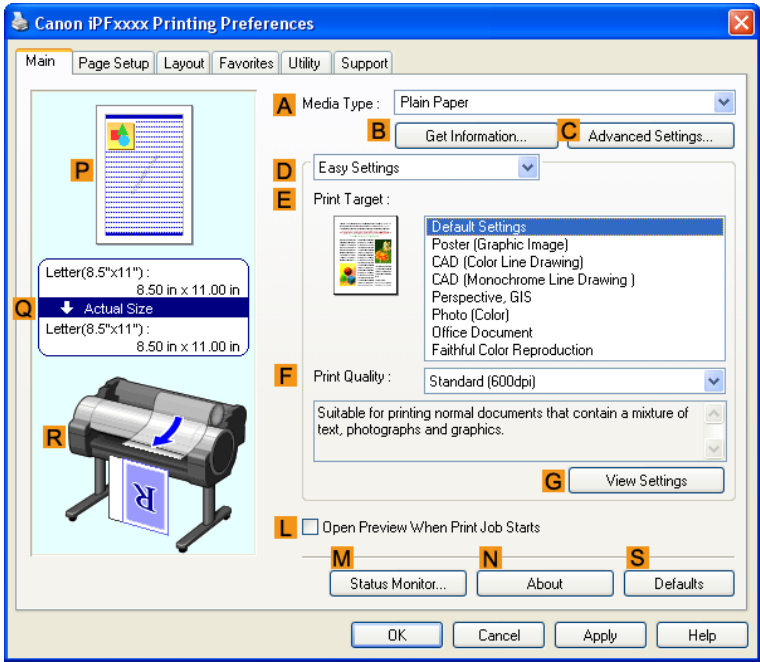 Canon iPFxxxx Printing Preferences
Main Page Setup Layout Favorites Utility Support
A Media Type : Plain Paper
B Get Information... C Advanced Settings...
P
D Easy Settings
E Print Target :
Default Settings
Poster (Graphic Image)
CAD (Color Line Drawing)
CAD (Monochrome Line Drawing )
Perspective, GIS
Photo (Color)
Office Document
Faithful Color Reproduction
Letter(8.5"x11") :
8.50 in x 11.00 in
Q Actual Size
Letter(8.5"x11") :
8.50 in x 11.00 in
F Print Quality : Standard (600dpi)
Suitable for printing normal documents that contain a mixture of
text, photographs and graphics.
R
R
G View Settings
L Open Preview When Print Job Starts
M Status Monitor... N About S Defaults
OK Cancel Apply Help